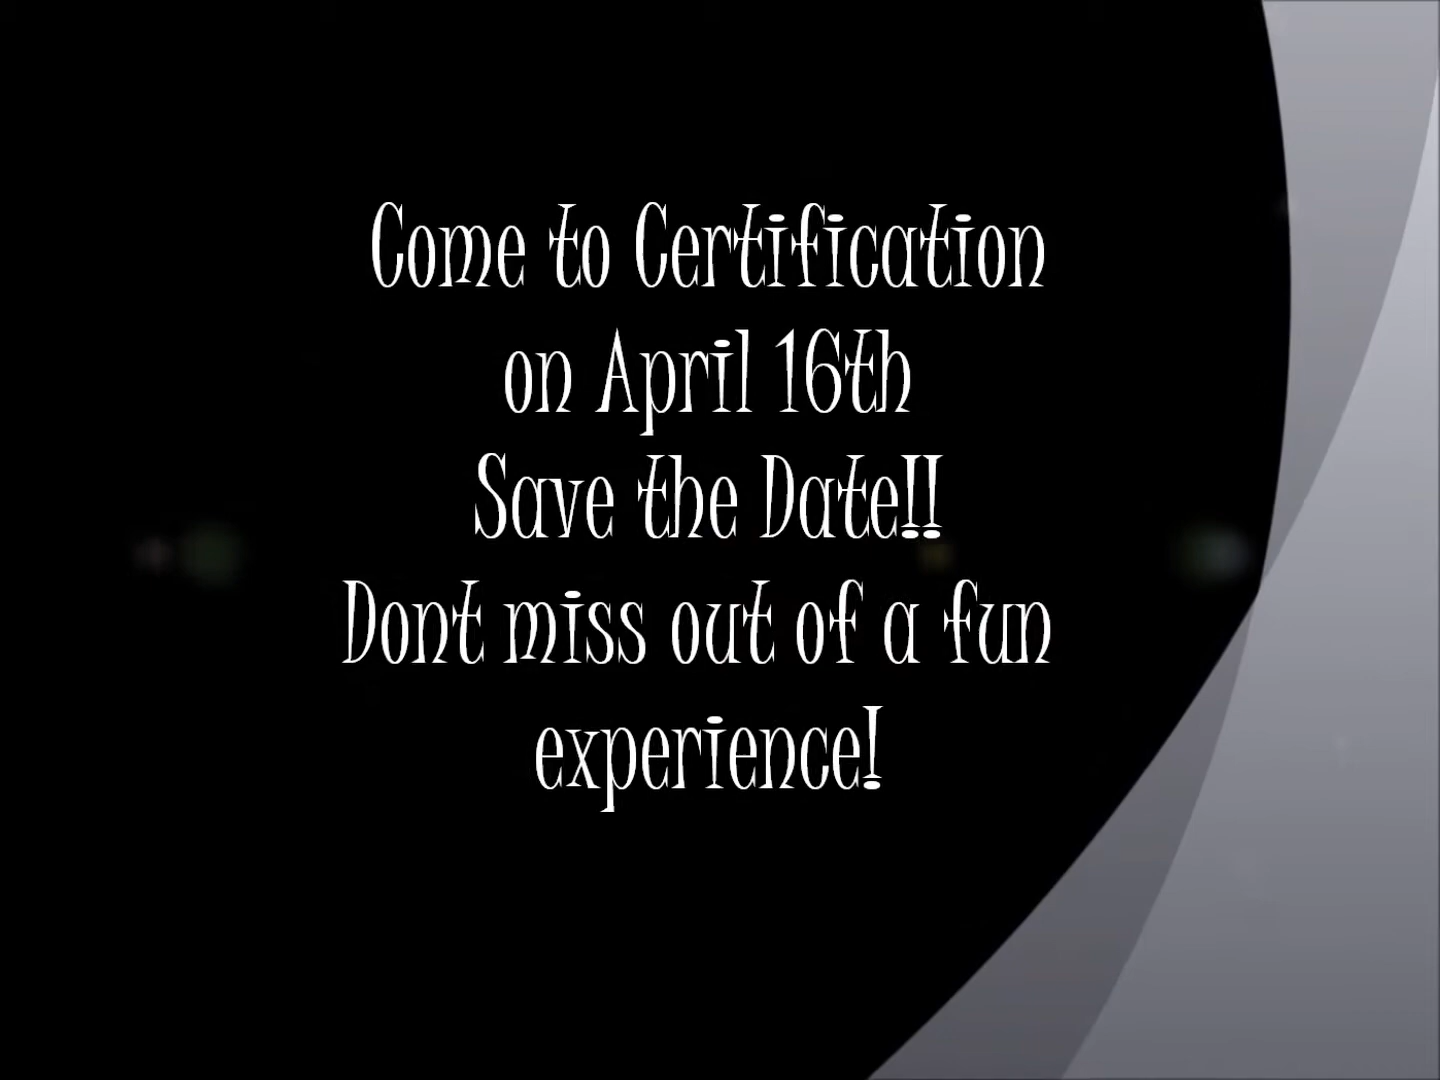 Come to Certification
on April 16th
Save the Date!!
Dont miss out of a fun
experience!